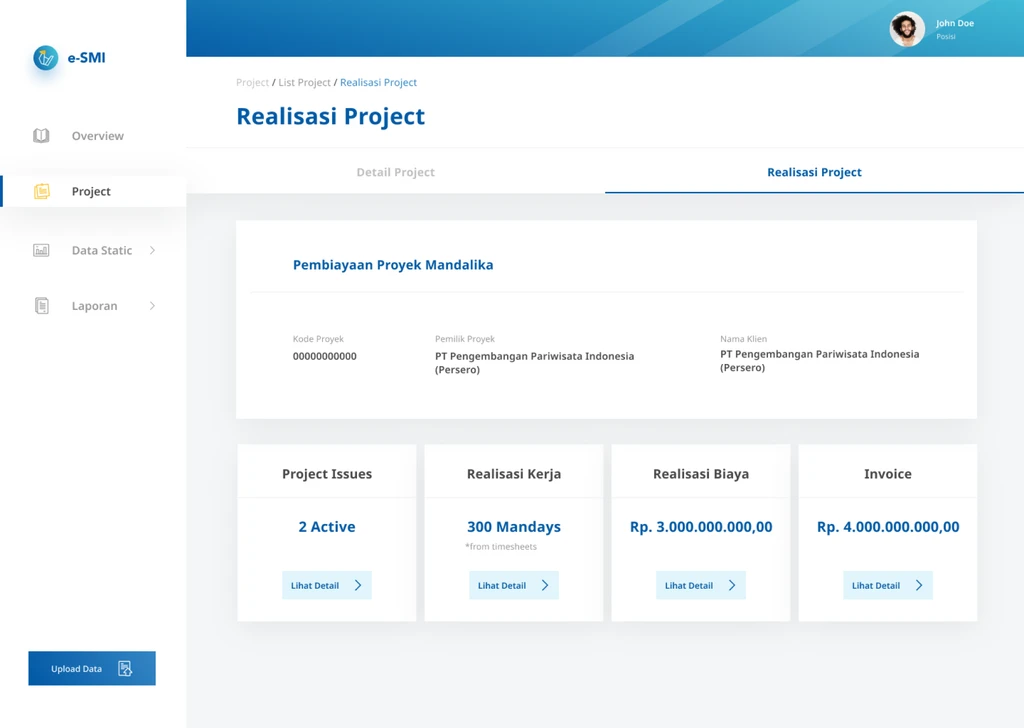 e-SMI
John Doe
Posisi
Overview
Project
Data Static
Laporan
Upload Data
Project / List Project / Realisasi Project
Realisasi Project
Detail Project
Realisasi Project
Pembiayaan Proyek Mandalika
Kode Proyek
00000000000
Pemilik Proyek
PT Pengembangan Pariwisata Indonesia
(Persero)
Nama Klien
PT Pengembangan Pariwisata Indonesia
(Persero)
Project Issues
2 Active
Lihat Detail
Realisasi Kerja
300 Mandays
*from timesheets
Lihat Detail
Realisasi Biaya
Rp. 3.000.000.000,00
Lihat Detail
Invoice
Rp. 4.000.000.000,00
Lihat Detail